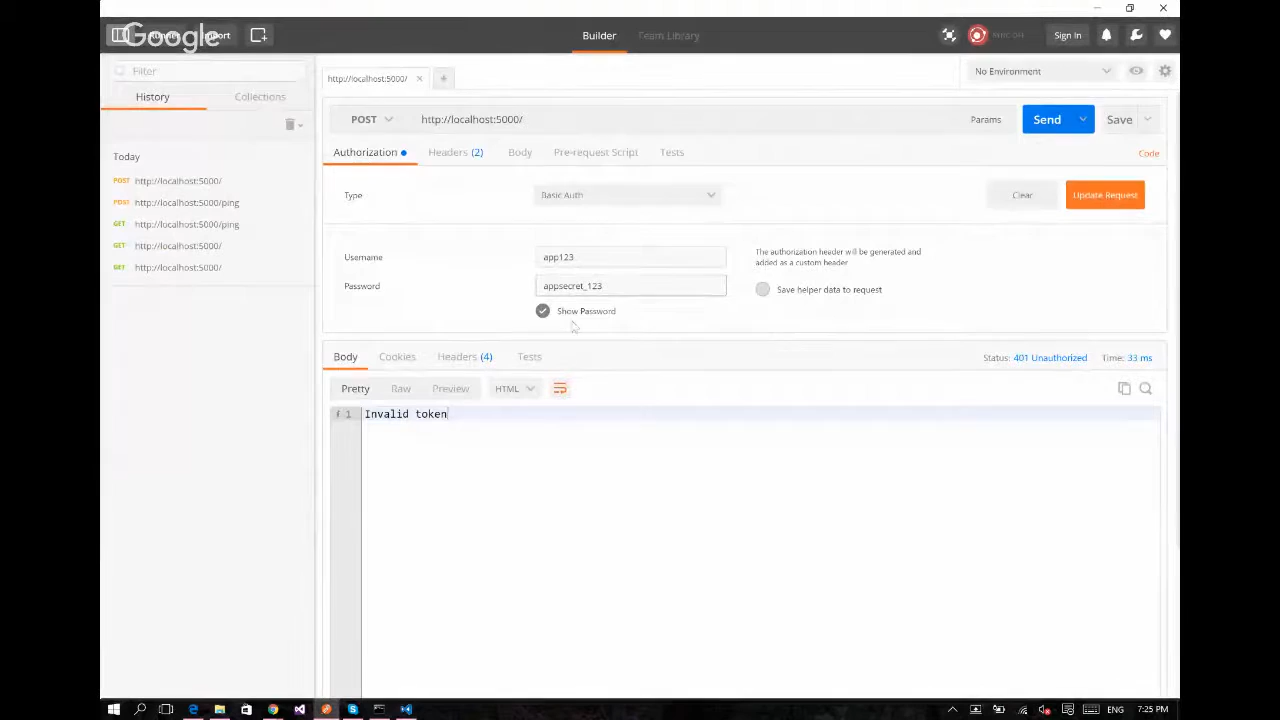 Google
Import
Builder
Team Library
Sign In
Filter
History
Collections
Today
POST http://localhost:5000/
POST http://localhost:5000/ping
GET http://localhost:5000/ping
GET http://localhost:5000/
GET http://localhost:5000/
http://localhost:5000/
No Environment
POST
http://localhost:5000/
Params
Send
Save
Authorization
Headers (2)
Body
Pre-request Script
Tests
Code
Type
Basic Auth
Clear
Update Request
Username
app123
Password
appsecret_123
Show Password
The authorization header will be generated and
added as a custom header
Save helper data to request
Body
Cookies
Headers (4)
Tests
Status: 401 Unauthorized
Time: 33 ms
Pretty
Raw
Preview
HTML
i 1
Invalid token
ENG
7:25 PM